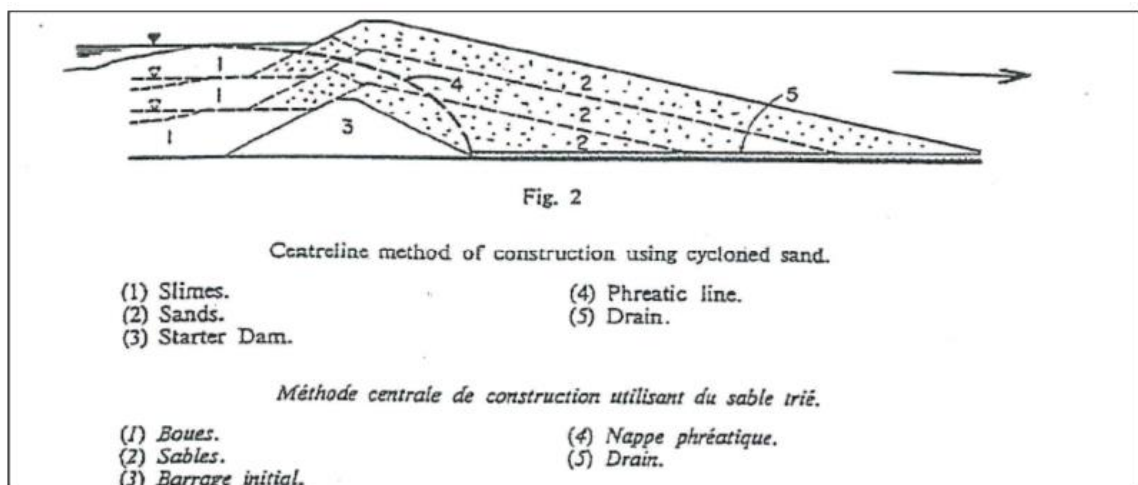 1
1
1
2
2
2
3
4
5
Fig. 2
Centreline method of construction using cycloned sand.
(1) Slimes.
(2) Sands.
(3) Starter Dam.
(4) Phreatic line.
(5) Drain.
Méthode centrale de construction utilisant du sable trié.
(1) Boues.
(2) Sables.
(3) Barrage initial.
(4) Nappe phréatique.
(5) Drain.